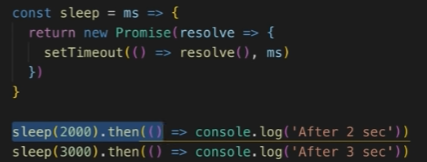 const sleep = ms => {
return new Promise(resolve => {
setTimeout(() => resolve(), ms)
})
}
sleep(2000).then(() => console.log('After 2 sec'))
sleep(3000).then(() => console.log('After 3 sec'))